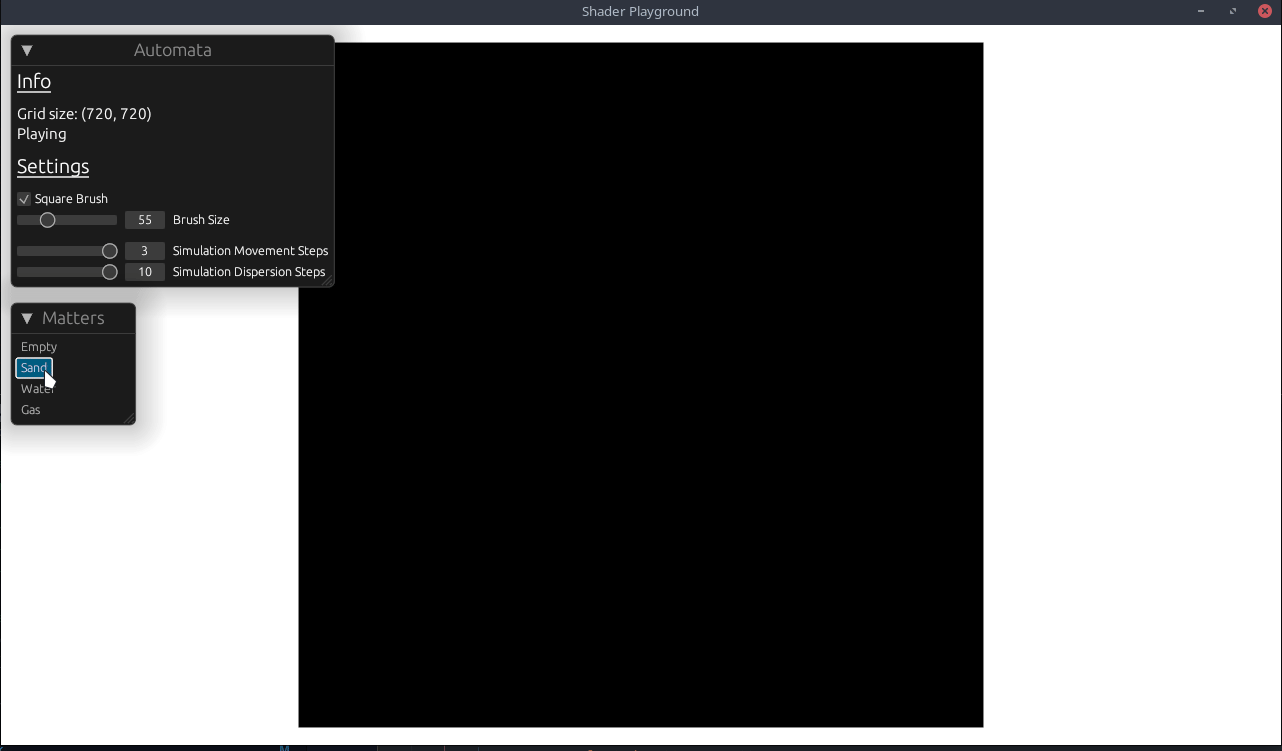 Shader Playground
Automata
Info
Grid size: (720, 720)
Playing
Settings
Square Brush
55 Brush Size
3 Simulation Movement Steps
10 Simulation Dispersion Steps
Matters
Empty
Sand
Water
Gas